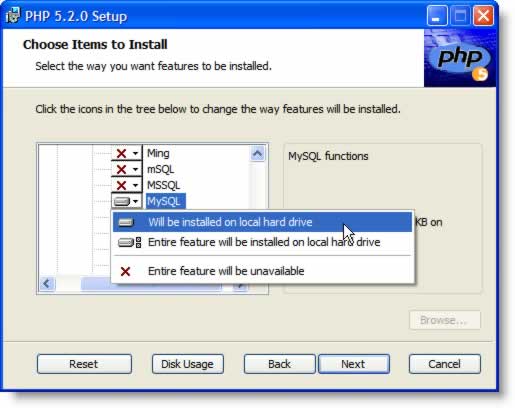 PHP 5.2.0 Setup
Choose Items to Install
Select the way you want features to be installed.
php
5
Click the icons in the tree below to change the way features will be installed.
Ming
mSQL
MSSQL
MySQL
MySQL functions
Will be installed on local hard drive
KB on
Entire feature will be installed on local hard drive
Entire feature will be unavailable
Browse...
Reset
Disk Usage
Back
Next
Cancel